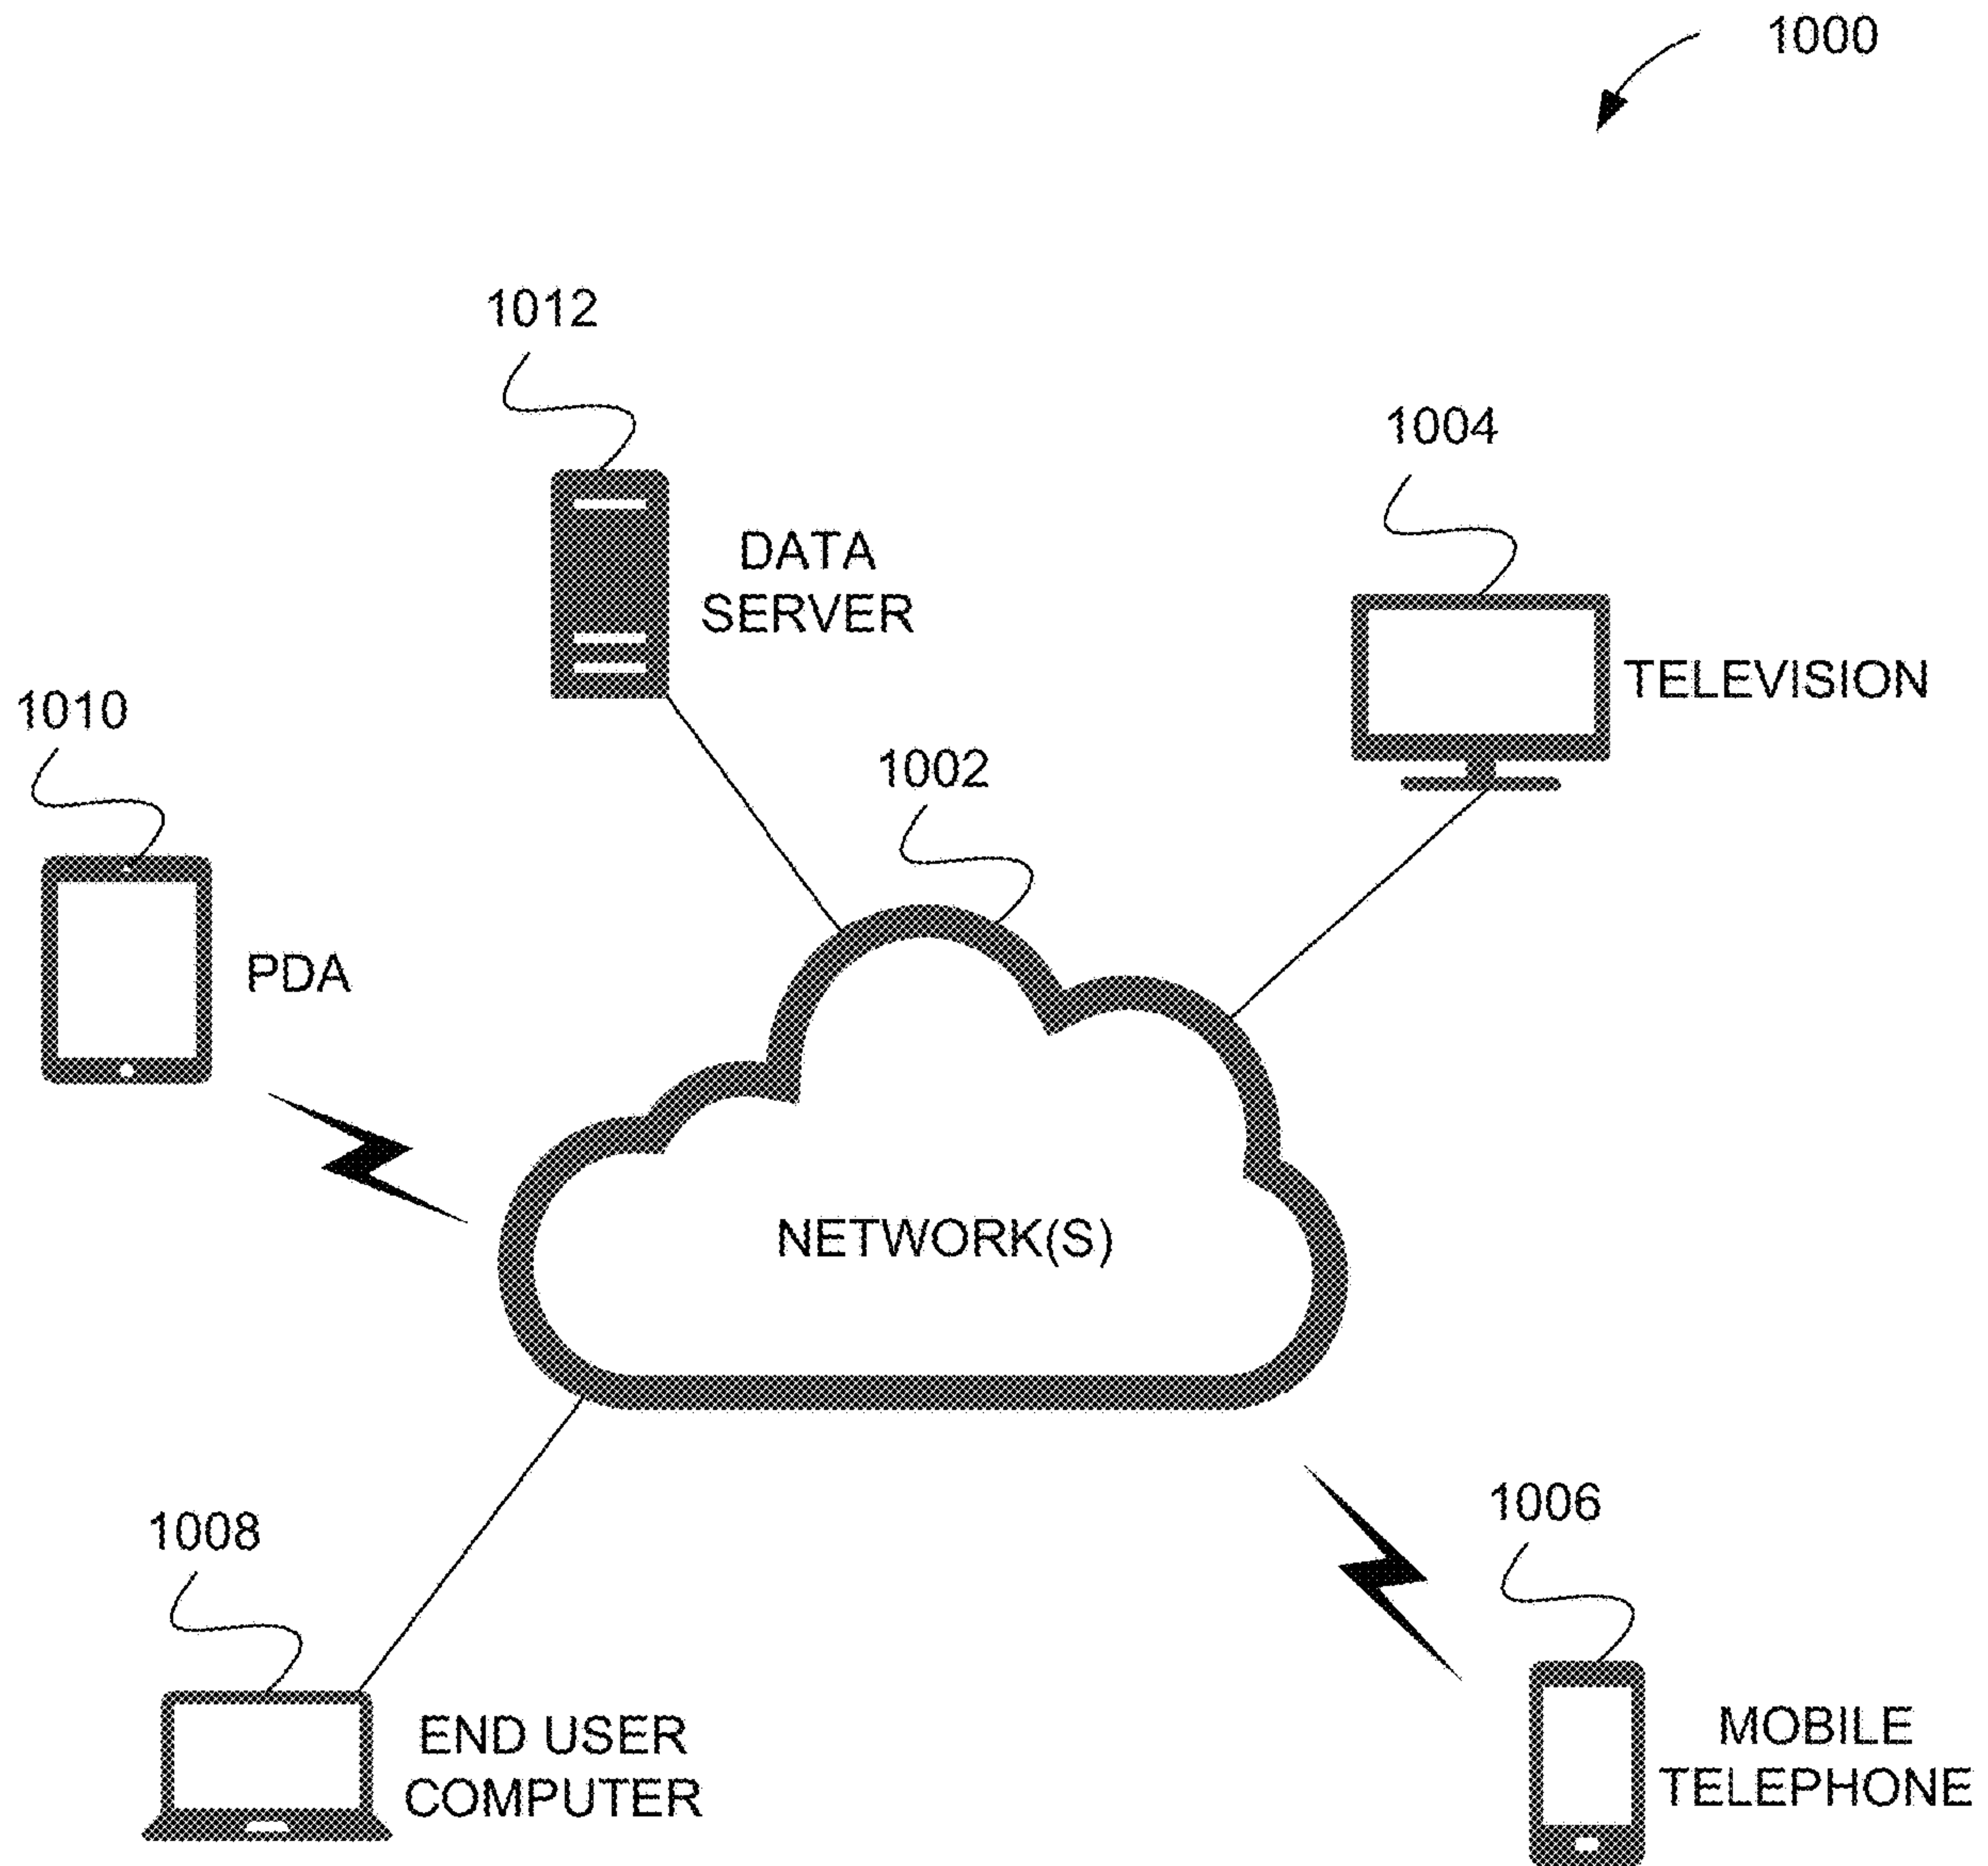 1000
1012
1004
DATA
SERVER
TELEVISION
1010
1002
PDA
NETWORK(S)
1006
1008
MOBILE
TELEPHONE
END USER
COMPUTER